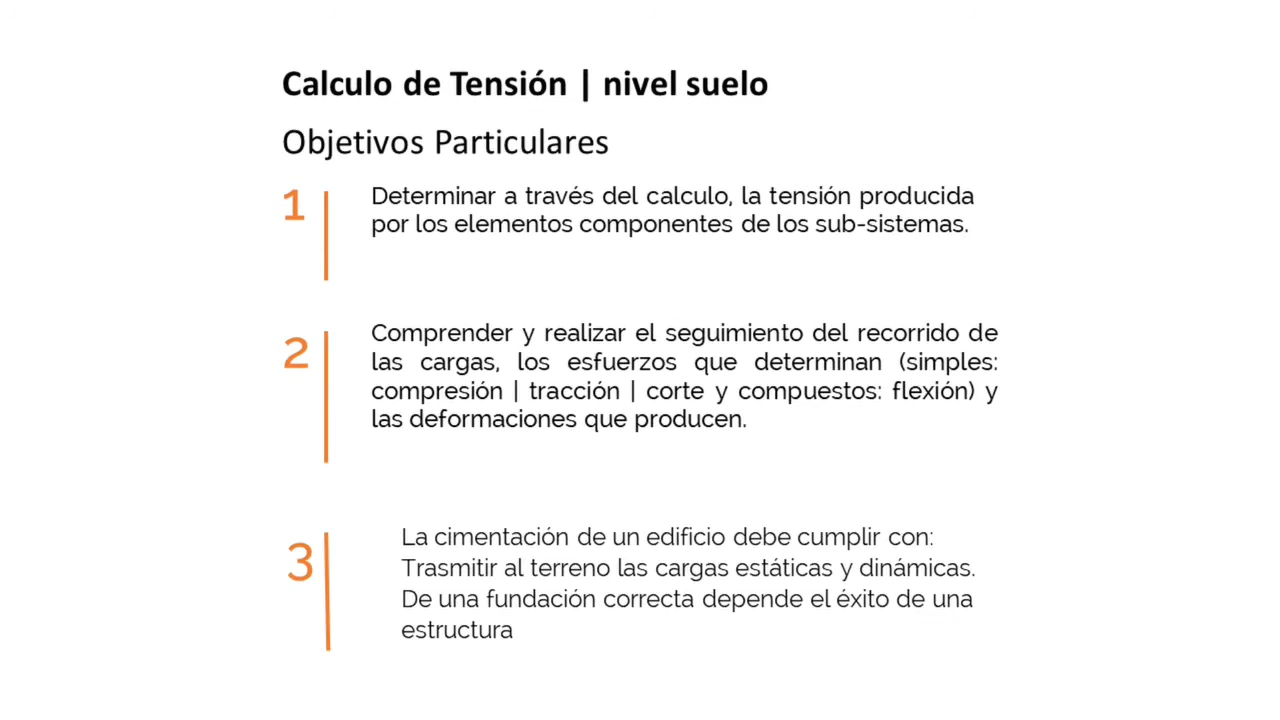 Calculo de Tensión | nivel suelo
Objetivos Particulares
1
Determinar a través del calculo, la tensión producida
por los elementos componentes de los sub-sistemas.
2
Comprender y realizar el seguimiento del recorrido de
las cargas, los esfuerzos que determinan (simples:
compresión | tracción | corte y compuestos: flexión) y
las deformaciones que producen.
3
La cimentación de un edificio debe cumplir con:
Trasmitir al terreno las cargas estáticas y dinámicas.
De una fundación correcta depende el éxito de una
estructura